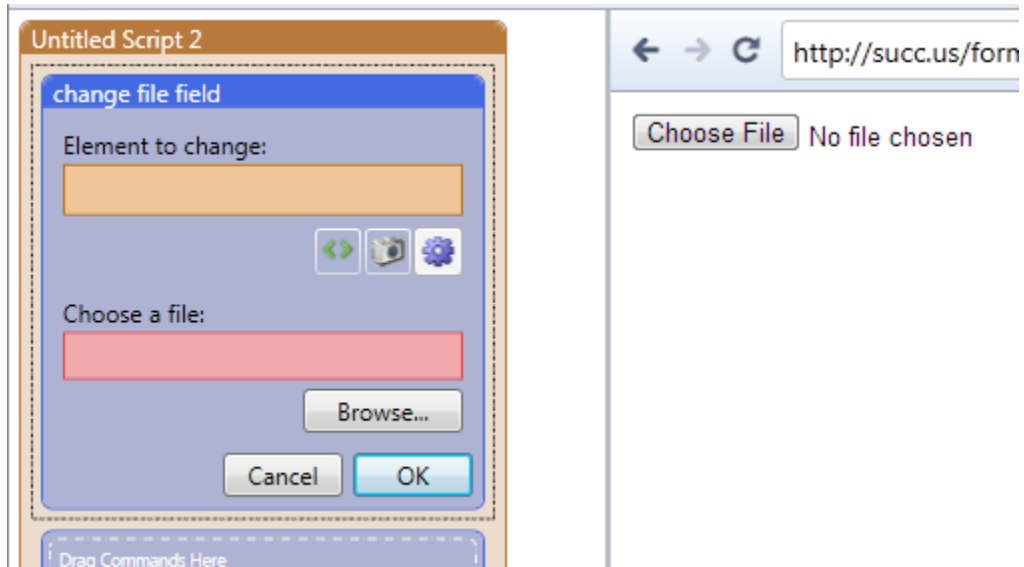 Untitled Script 2
change file field
Element to change:
Choose a file:
Browse...
Cancel OK
Drag Commands Here
http://succ.us/form
Choose File No file chosen